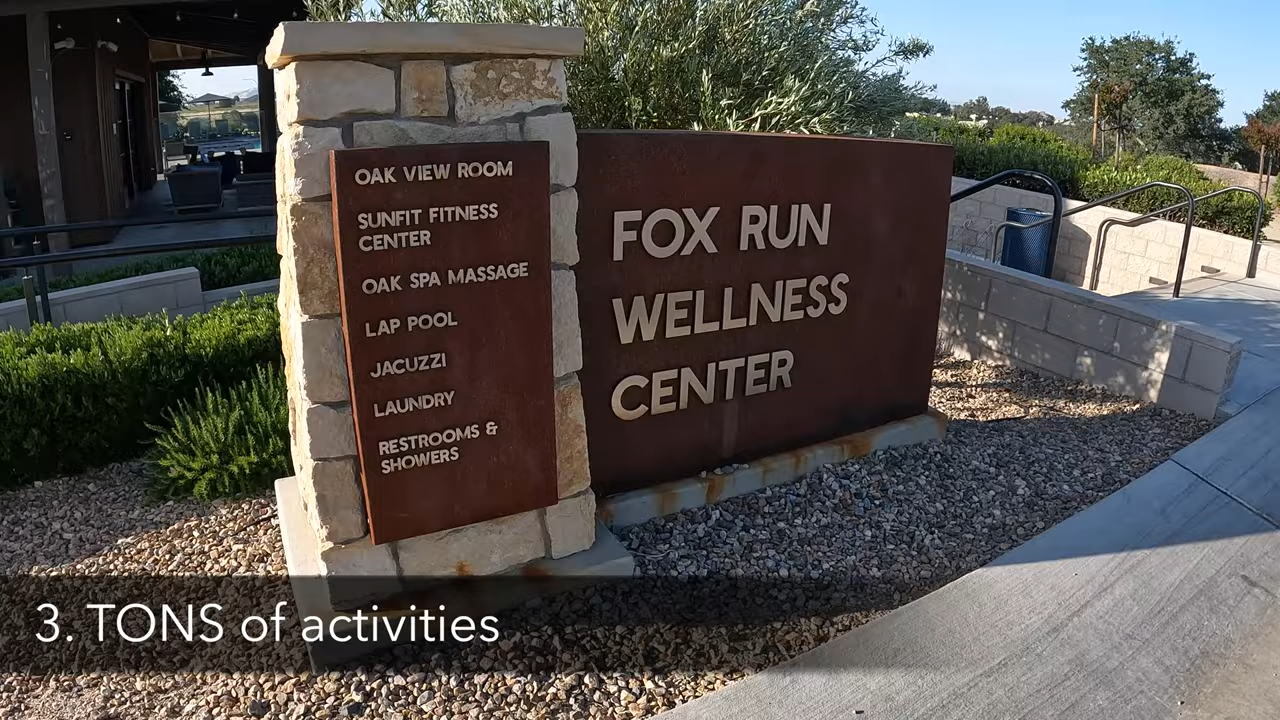 OAK VIEW ROOM
SUNFIT FITNESS
CENTER
OAK SPA MASSAGE
LAP POOL
JACUZZI
LAUNDRY
RESTROOMS &
SHOWERS
FOX RUN
WELLNESS
CENTER
3. TONS of activities